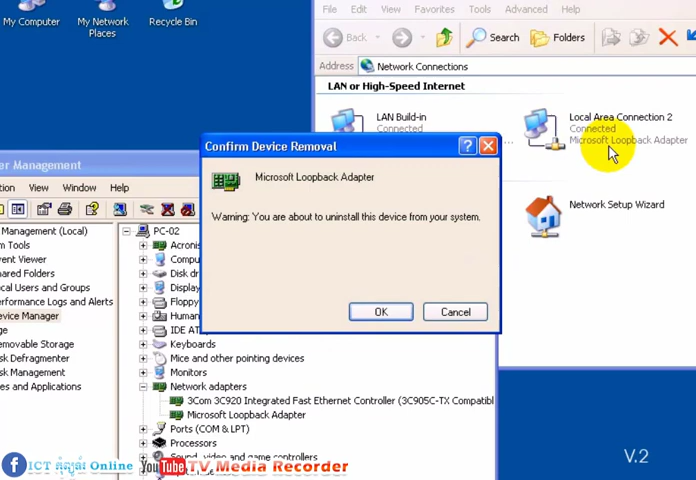 My Computer
My Network
Places
Recycle Bin
File Edit View Favorites Tools Advanced Help
Back Search Folders
Address Network Connections
LAN or High-Speed Internet
LAN Build-in
Connected
...
Local Area Connection 2
Connected
Microsoft Loopback Adapter
Network Setup Wizard
Confirm Device Removal
Microsoft Loopback Adapter
Warning: You are about to uninstall this device from your system.
OK Cancel
er Management
tion View Window Help
Management (Local)
m Tools
vent Viewer
hared Folders
cal Users and Groups
erformance Logs and Alerts
evice Manager
ge
emovable Storage
sk Defragmenter
sk Management
es and Applications
PC-02
Acronis
Compu
Disk dr
Display
Floppy
Human
IDE AT
Keyboards
Mice and other pointing devices
Monitors
Network adapters
3Com 3C920 Integrated Fast Ethernet Controller (3C905C-TX Compatibl
Microsoft Loopback Adapter
Ports (COM & LPT)
Processors
Sound, video and game controllers
ICT
Online
YouTube TV Media Recorder
V.2